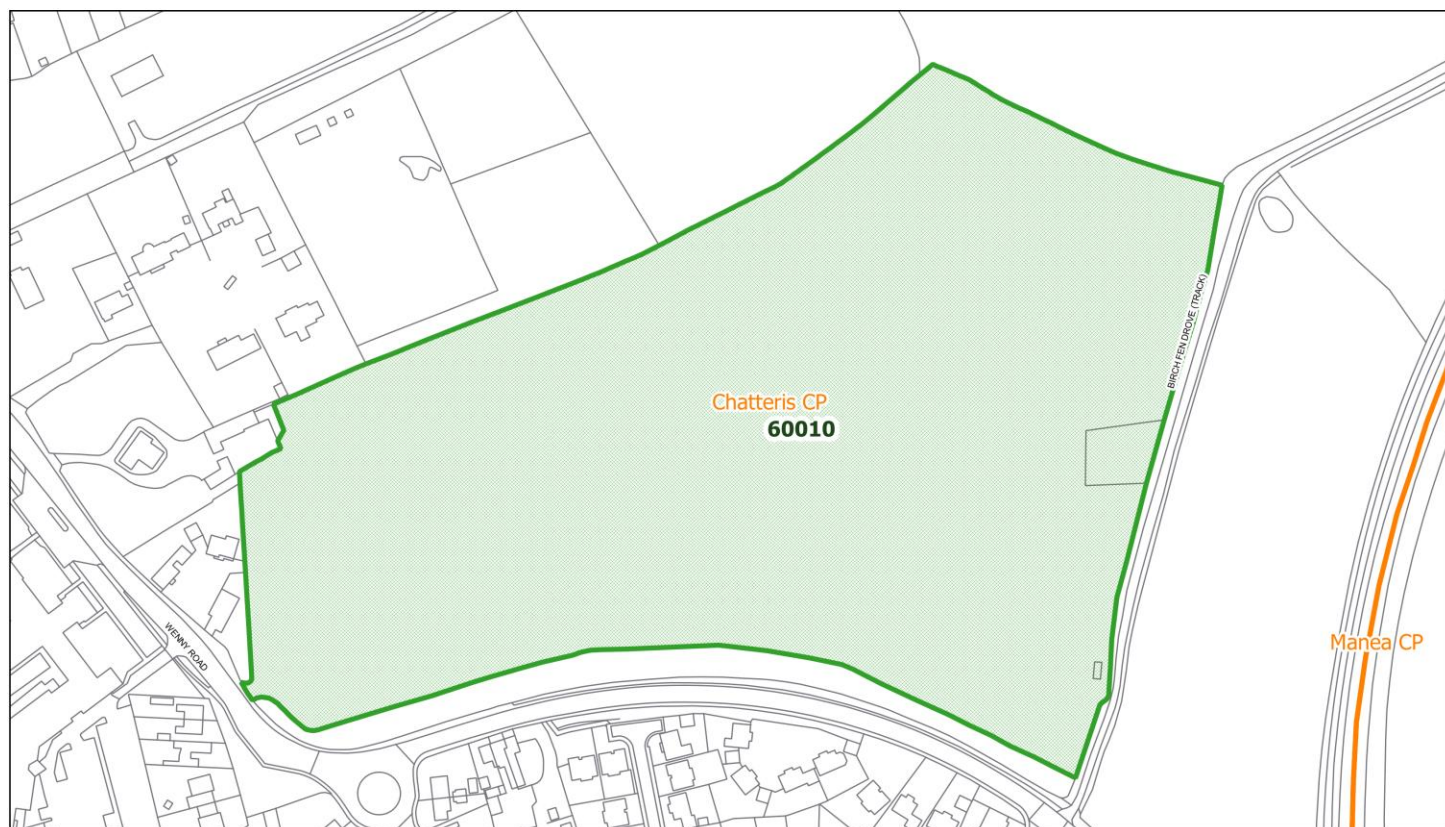 BIRCH FEN DROVE (TRACK)
Chatteris CP
60010
WENNY ROAD
Manea CP